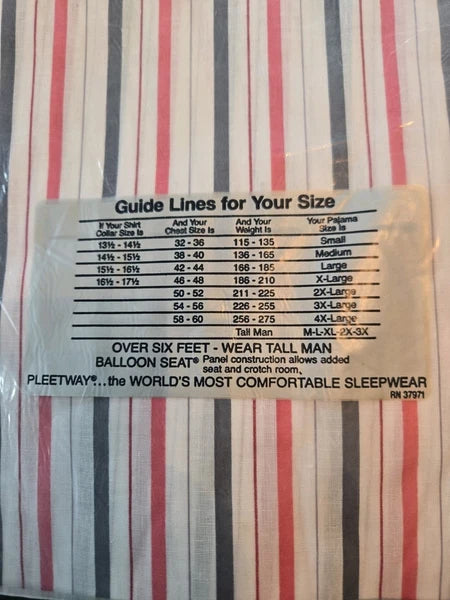 Guide Lines for Your Size
If Your Shirt Collar Size Is And Your Chest Size Is And Your Weight Is Your Pajama Size Is
13½ - 14½ 32 - 36 115 - 135 Small
14½ - 15½ 38 - 40 136 - 165 Medium
15½ - 16½ 42 - 44 166 - 185 Large
16½ - 17½ 46 - 48 186 - 210 X-Large
50 - 52 211 - 225 2X-Large
54 - 56 226 - 255 3X-Large
58 - 60 256 - 275 4X-Large
Tall Man M-L-XL-2X-3X
OVER SIX FEET - WEAR TALL MAN
BALLOON SEAT® Panel construction allows added
seat and crotch room.
PLEETWAY®...the WORLD'S MOST COMFORTABLE SLEEPWEAR
RN 37971